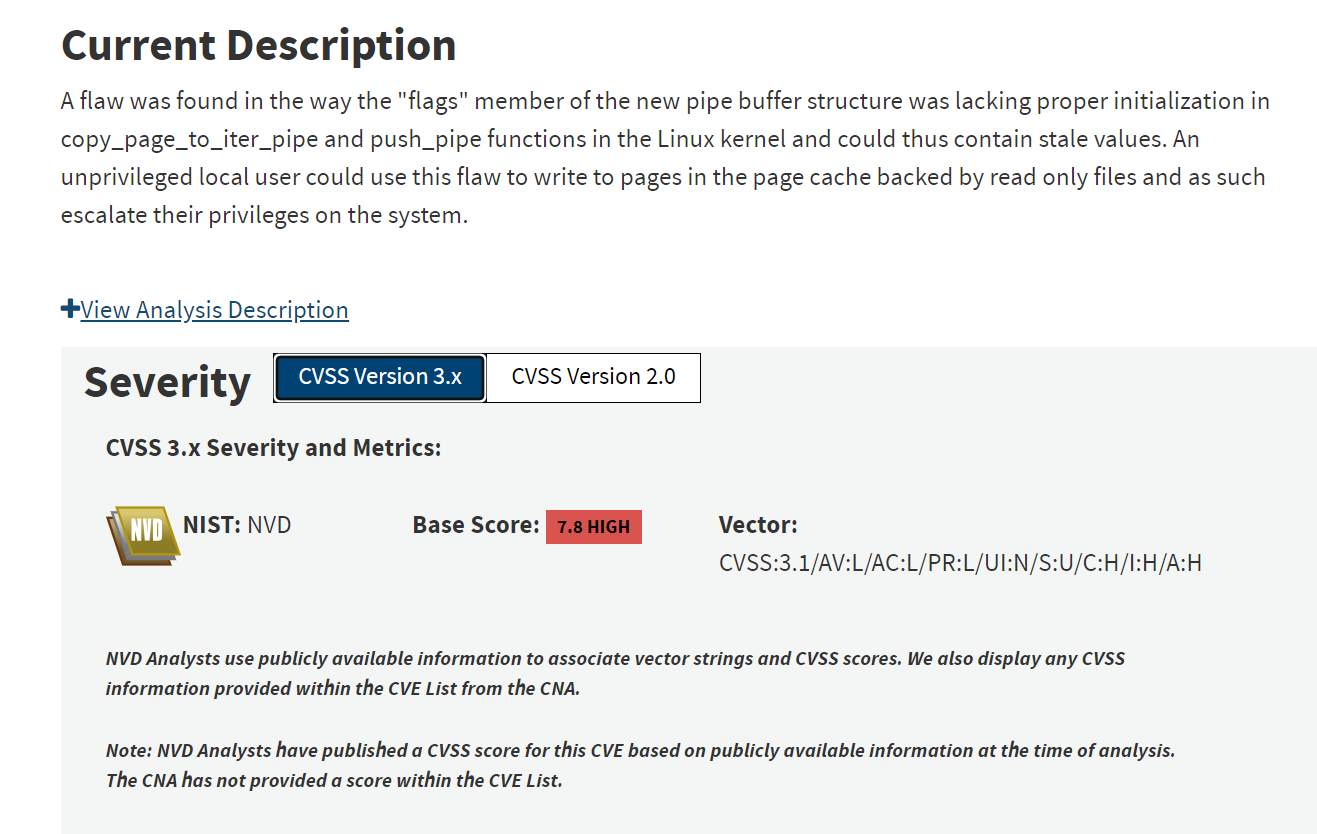 Current Description
A flaw was found in the way the "flags" member of the new pipe buffer structure was lacking proper initialization in
copy_page_to_iter_pipe and push_pipe functions in the Linux kernel and could thus contain stale values. An
unprivileged local user could use this flaw to write to pages in the page cache backed by read only files and as such
escalate their privileges on the system.
View Analysis Description
Severity CVSS Version 3.x CVSS Version 2.0
CVSS 3.x Severity and Metrics:
NVD NIST: NVD Base Score: 7.8 HIGH Vector:
CVSS:3.1/AV:L/AC:L/PR:L/UI:N/S:U/C:H/I:H/A:H
NVD Analysts use publicly available information to associate vector strings and CVSS scores. We also display any CVSS
information provided within the CVE List from the CNA.
Note: NVD Analysts have published a CVSS score for this CVE based on publicly available information at the time of analysis.
The CNA has not provided a score within the CVE List.